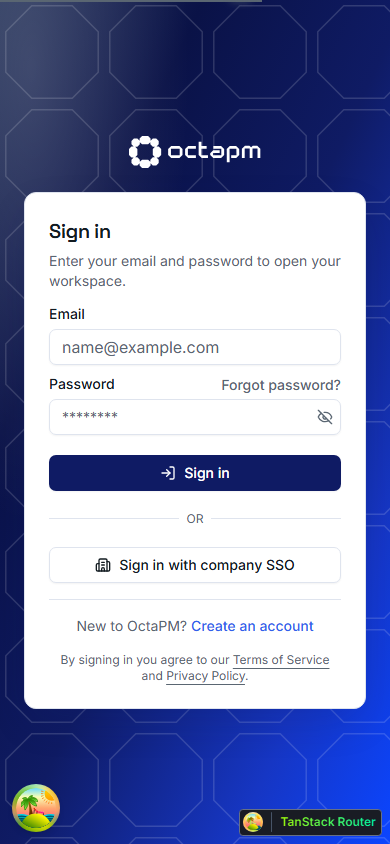 octapm
Sign in
Enter your email and password to open your
workspace.
Email
name@example.com
Password
Forgot password?
********
Sign in
OR
Sign in with company SSO
New to OctaPM? Create an account
By signing in you agree to our Terms of Service
and Privacy Policy.
TanStack Router